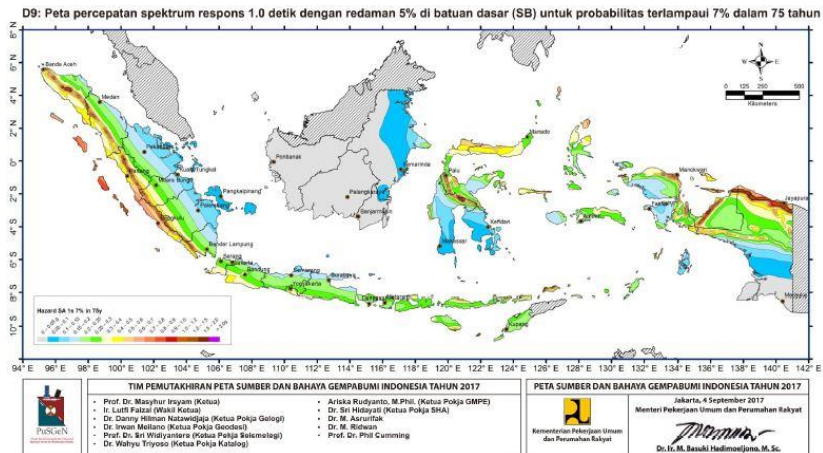 D9: Peta percepatan spektrum respons 1.0 detik dengan redaman 5% di batuan dasar (SB) untuk probabilitas terlampaui 7% dalam 75 tahun
8°N
6°N
4°N
2°N
0°
2°S
4°S
6°S
8°S
10°S
Banda Aceh
Medan
Pekanbaru
Padang
Muara Bungo
Kuala Tungkal
Bengkulu
Palembang
Pangkalpinang
Bandar Lampung
Serang
Jakarta
Bandung
Semarang
Yogyakarta
Surabaya
Denpasar
Mataram
Kupang
Pontianak
Palangkaraya
Banjarmasin
Samarinda
Palu
Makassar
Kendari
Manado
Ambon
Manokwari
Jayapura
Merauke
N
W
E
S
0 125 250 500
Kilometers
Hazard SA 1s 7% in 75y
94°E 96°E 98°E 100°E 102°E 104°E 106°E 108°E 110°E 112°E 114°E 116°E 118°E 120°E 122°E 124°E 126°E 128°E 130°E 132°E 134°E 136°E 138°E 140°E 142°E
PuSGeN
TIM PEMUTAKHIRAN PETA SUMBER DAN BAHAYA GEMPABUMI INDONESIA TAHUN 2017
- Prof. Dr. Masyhur Irsyam (Ketua)
- Ir. Lutfi Faizal (Wakil Ketua)
- Dr. Danny Hilman Natawidjaja (Ketua Pokja Geologi)
- Dr. Irwan Meilano (Ketua Pokja Geodesi)
- Prof. Dr. Sri Widiyantoro (Ketua Pokja Seismologi)
- Dr. Wahyu Triyoso (Ketua Pokja Katalog)
- Ariska Rudyanto, M.Phil. (Ketua Pokja GMPE)
- Dr. Sri Hidayati (Ketua Pokja SHA)
- Dr. M. Asrurifak
- Dr. M. Ridwan
- Prof. Dr. Phil Cumming
PETA SUMBER DAN BAHAYA GEMPABUMI INDONESIA TAHUN 2017
Kementerian Pekerjaan Umum
dan Perumahan Rakyat
Jakarta, 4 September 2017
Menteri Pekerjaan Umum dan Perumahan Rakyat
Dr. Ir. M. Basuki Hadimoeljono, M. Sc.